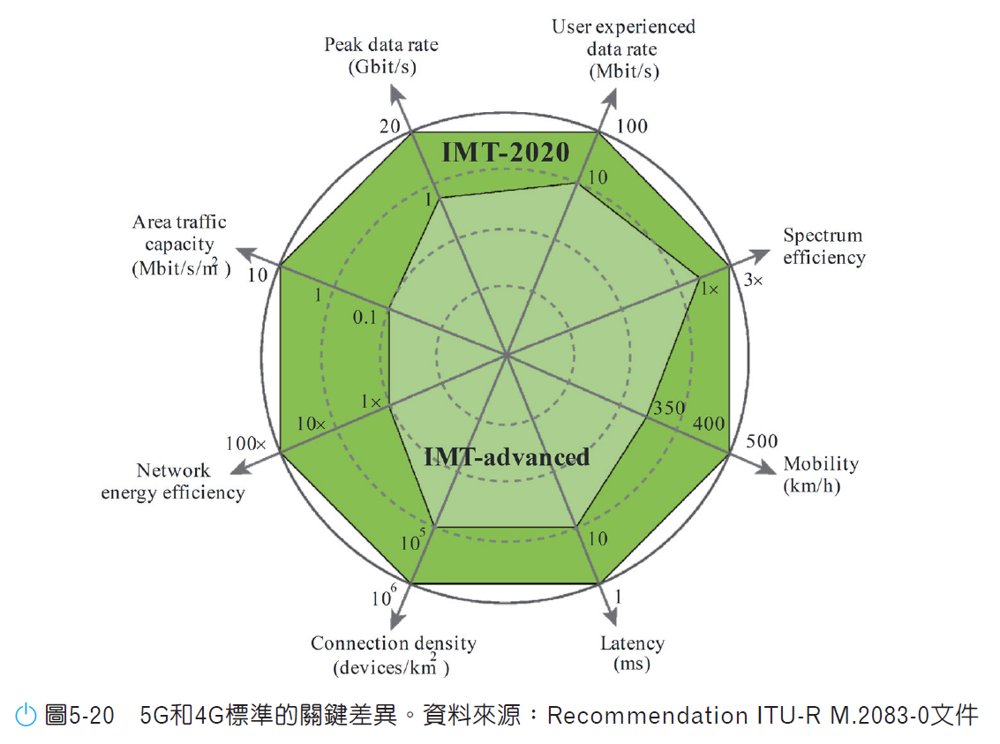 User experienced
data rate
(Mbit/s)
Peak data rate
(Gbit/s)
20
100
IMT-2020
1
10
Area traffic
capacity
(Mbit/s/m²)
10
1
0.1
Spectrum
efficiency
1×
3×
1×
10×
100×
Network
energy efficiency
350
400
500
Mobility
(km/h)
IMT-advanced
10⁵
10⁶
Connection density
(devices/km²)
10
1
Latency
(ms)
圖5-20 5G和4G標準的關鍵差異。資料來源：Recommendation ITU-R M.2083-0文件